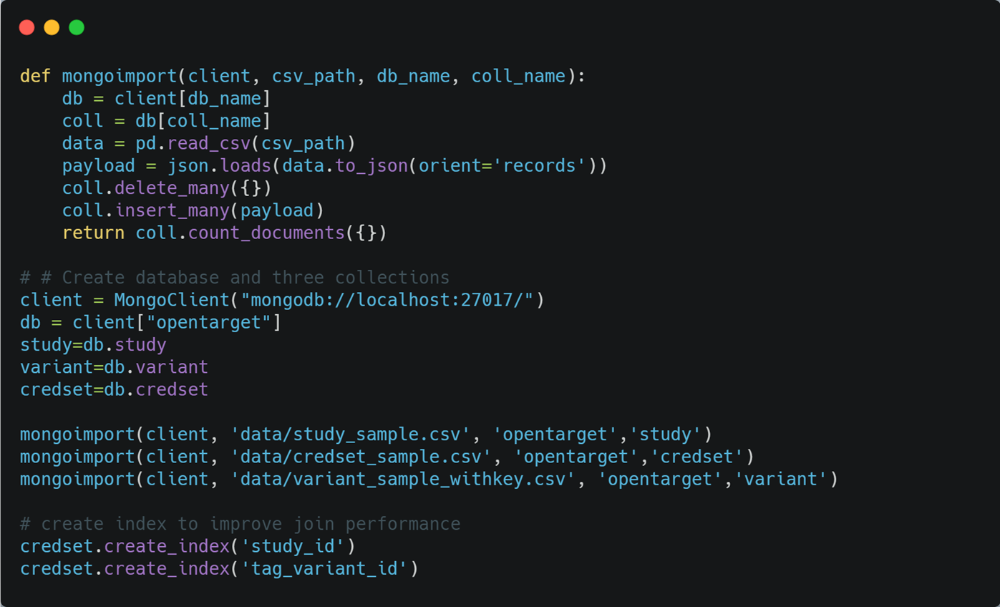 def mongoimport(client, csv_path, db_name, coll_name):
    db = client[db_name]
    coll = db[coll_name]
    data = pd.read_csv(csv_path)
    payload = json.loads(data.to_json(orient='records'))
    coll.delete_many({})
    coll.insert_many(payload)
    return coll.count_documents({})

# # Create database and three collections
client = MongoClient("mongodb://localhost:27017/")
db = client["opentarget"]
study=db.study
variant=db.variant
credset=db.credset

mongoimport(client, 'data/study_sample.csv', 'opentarget','study')
mongoimport(client, 'data/credset_sample.csv', 'opentarget','credset')
mongoimport(client, 'data/variant_sample_withkey.csv', 'opentarget','variant')

# create index to improve join performance
credset.create_index('study_id')
credset.create_index('tag_variant_id')